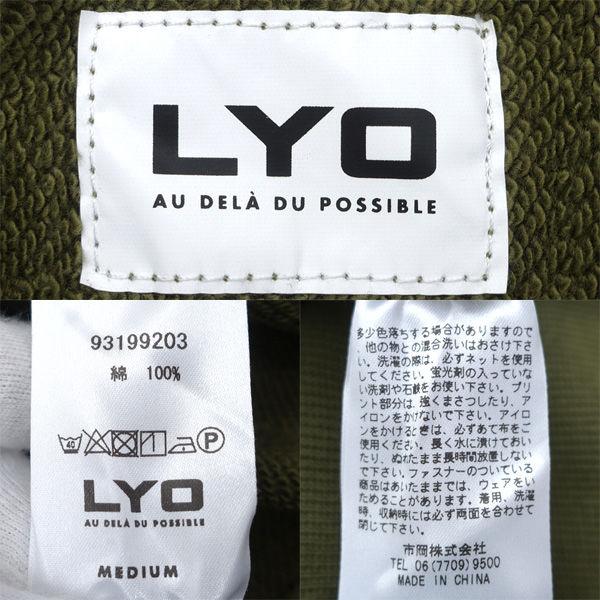 LYO
AU DELÀ DU POSSIBLE
93199203
綿 100%
40
P
LYO
AU DELÀ DU POSSIBLE
MEDIUM
多少色落ちする場合がありますので
、他の物との混合洗いはおさけ下さ
い。洗濯の際は、必ずネットを使用
してください。蛍光剤の入っていな
い洗剤や石鹸をお使い下さい。プリ
ント部分は、強くまさつしたり、ア
イロンをかけないで下さい。アイロ
ンをかけるときは、必ずあて布をご
使用ください。長く水に漬けておい
たり、ぬれたまま長時間放置しない
で下さい。ファスナーのついている
商品はあいたままでは、ウェアをい
ためることがあります。着用、洗濯
時、収納時には必ず両面を合わせて
閉じて下さい。
市岡株式会社
TEL 06(7709)9500
MADE IN CHINA